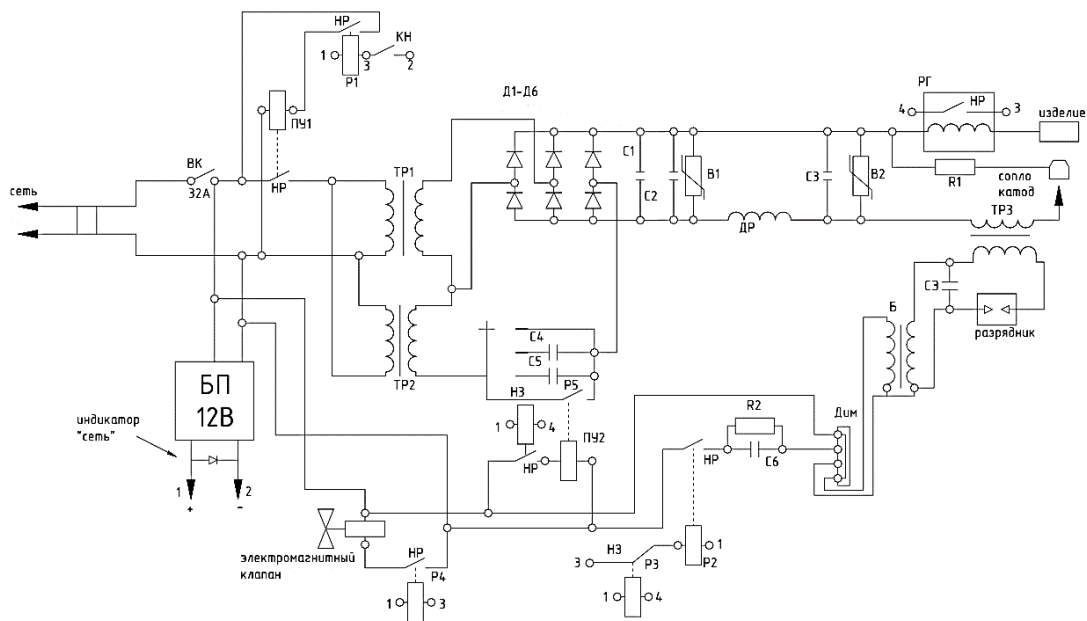 НР
КН
1
3
2
Р1
ПУ1
ВК
32А
НР
сеть
ТР1
ТР2
Д1-Д6
С1
С2
В1
ДР
С3
В2
РГ
4
НР
3
изделие
R1
сопло
катод
ТР3
С3
разрядник
Б
С4
С5
Р5
НЗ
1
4
НР
ПУ2
R2
С6
НР
Дим
БП
12В
индикатор
"сеть"
1
2
+
-
электромагнитный
клапан
НР
Р4
1
3
НЗ
3
Р3
1
Р2
1
4